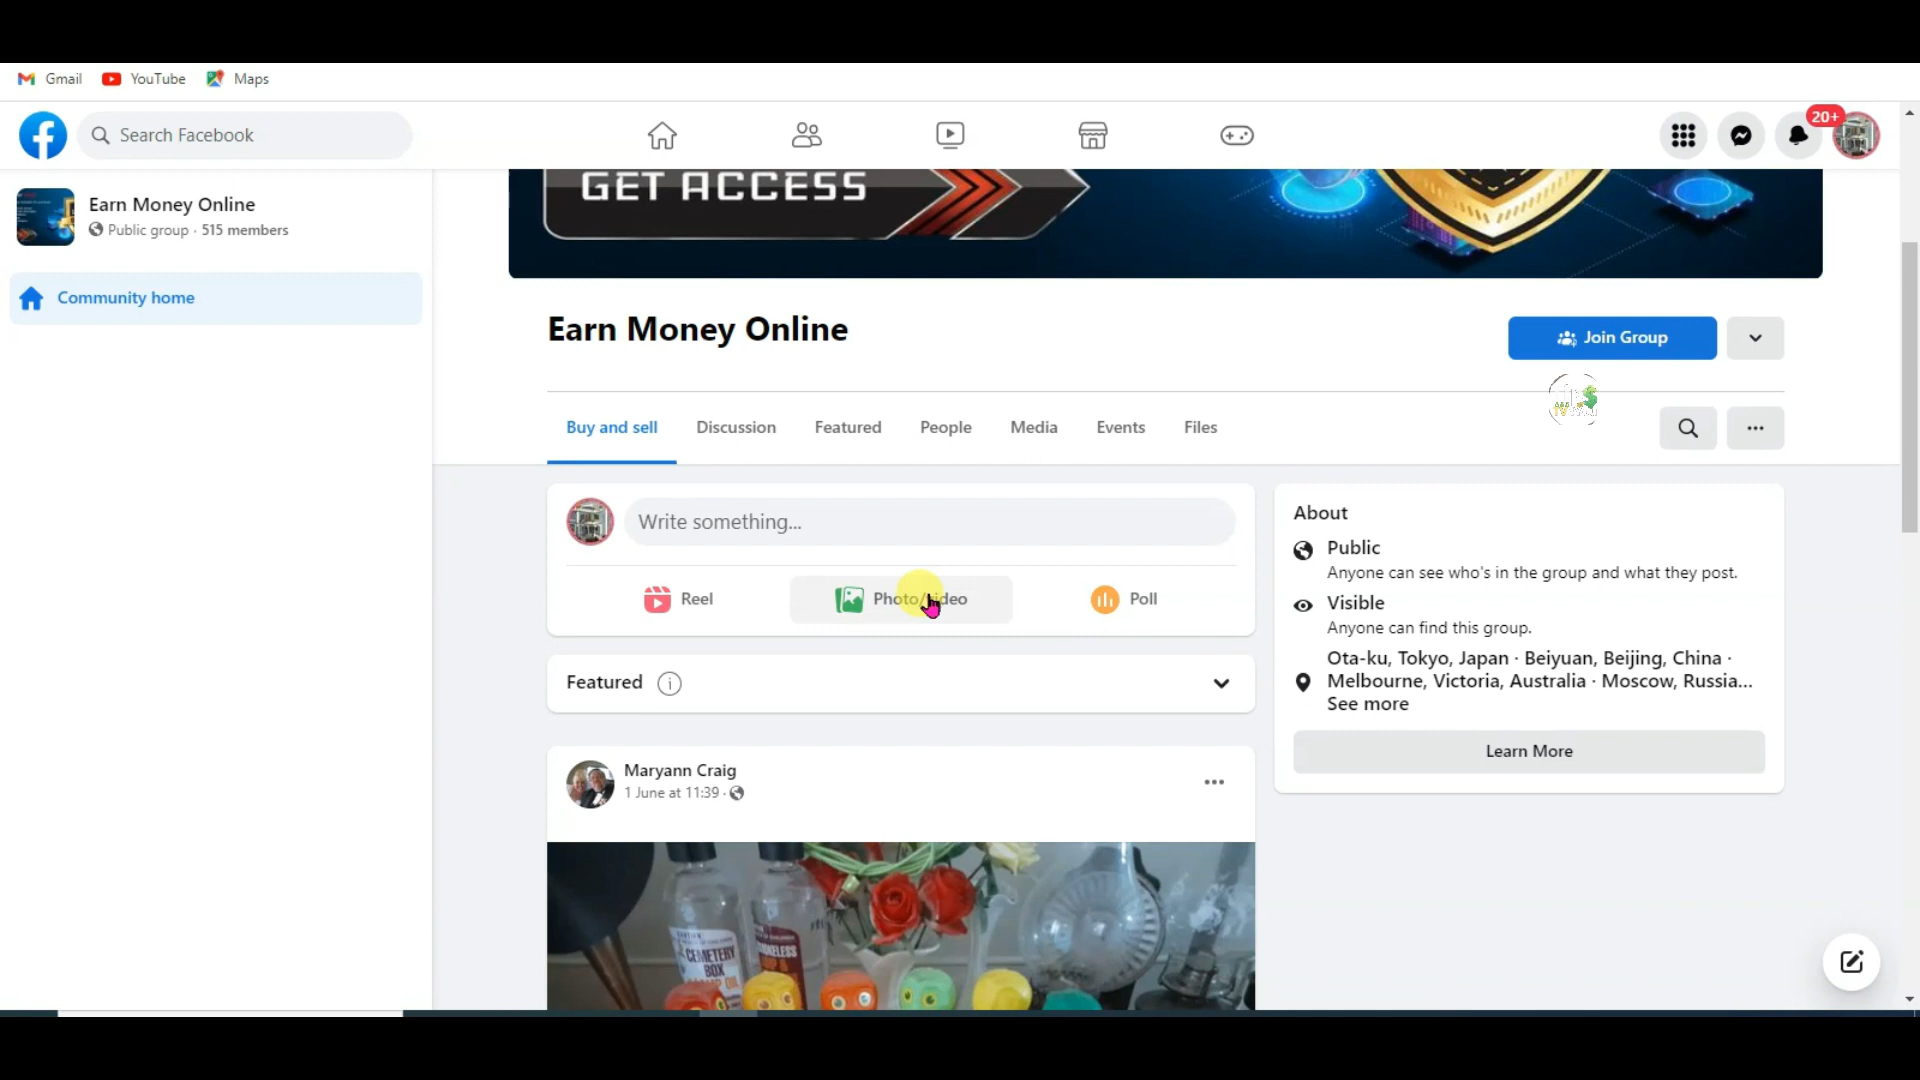 Gmail
YouTube
Maps
Search Facebook
20+
Earn Money Online
Public group · 515 members
Community home
GET ACCESS
Earn Money Online
Join Group
Buy and sell
Discussion
Featured
People
Media
Events
Files
Write something...
Reel
Photo/video
Poll
Featured
Maryann Craig
1 June at 11:39 ·
CEMETERY
BOX
About
Public
Anyone can see who's in the group and what they post.
Visible
Anyone can find this group.
Ota-ku, Tokyo, Japan · Beiyuan, Beijing, China ·
Melbourne, Victoria, Australia · Moscow, Russia...
See more
Learn More